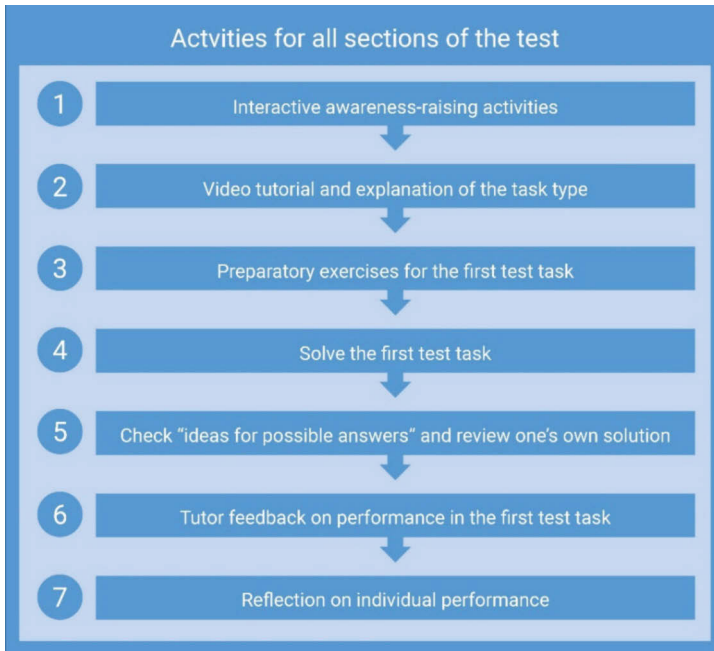 Actvities for all sections of the test
1 Interactive awareness-raising activities
2 Video tutorial and explanation of the task type
3 Preparatory exercises for the first test task
4 Solve the first test task
5 Check “ideas for possible answers“ and review one’s own solution
6 Tutor feedback on performance in the first test task
7 Reflection on individual performance